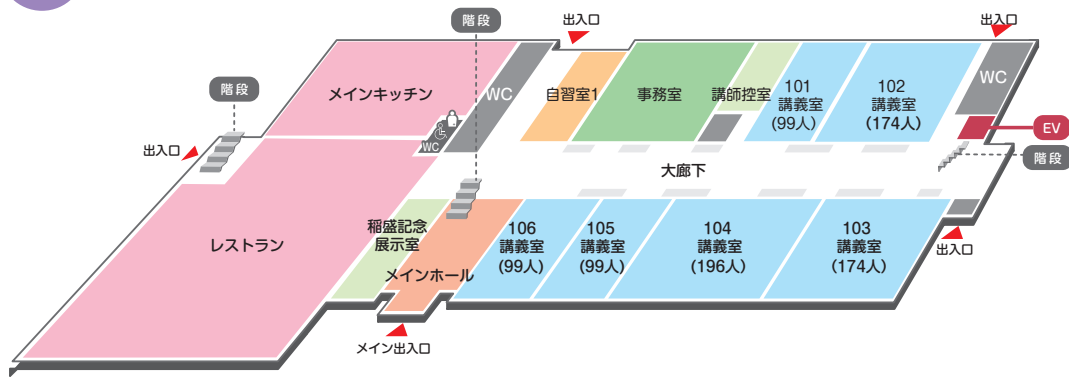 出入口
階段
出入口
階段
メインキッチン
WC
WC
自習室1
事務室
講師控室
101
講義室
(99人)
102
講義室
(174人)
WC
EV
階段
出入口
大廊下
レストラン
稲盛記念
展示室
メインホール
106
講義室
(99人)
105
講義室
(99人)
104
講義室
(196人)
103
講義室
(174人)
出入口
メイン出入口